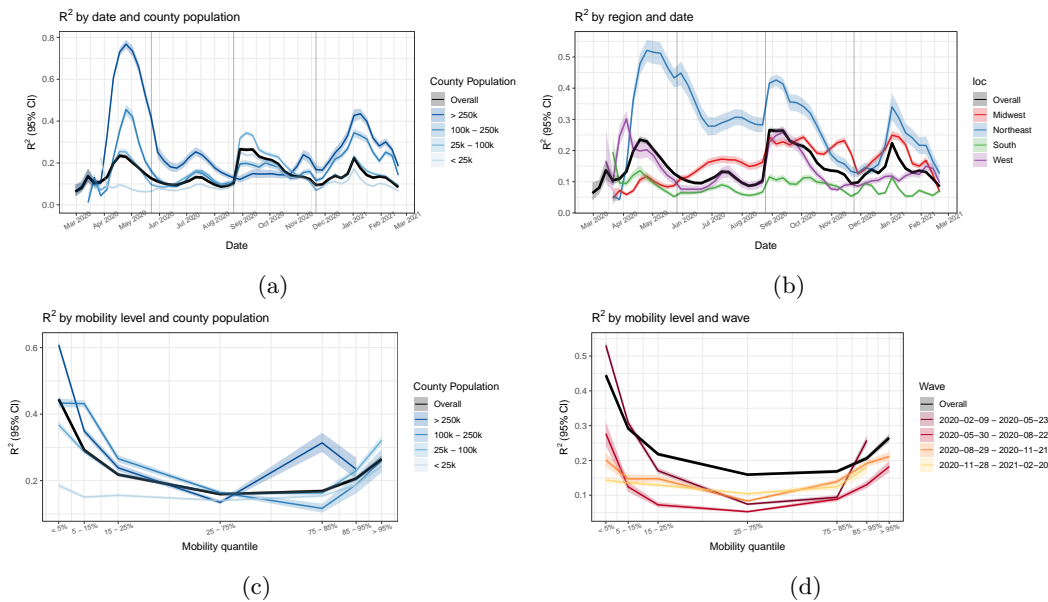 R² by date and county population
R² (95% CI)
0.8
0.6
0.4
0.2
0.0
Mar 2020
Apr 2020
May 2020
Jun 2020
Jul 2020
Aug 2020
Sep 2020
Oct 2020
Nov 2020
Dec 2020
Jan 2021
Feb 2021
Mar 2021
Date
County Population
Overall
> 250k
100k – 250k
25k – 100k
< 25k
(a)
R² by region and date
R² (95% CI)
0.5
0.4
0.3
0.2
0.1
0.0
Mar 2020
Apr 2020
May 2020
Jun 2020
Jul 2020
Aug 2020
Sep 2020
Oct 2020
Nov 2020
Dec 2020
Jan 2021
Feb 2021
Mar 2021
Date
loc
Overall
Midwest
Northeast
South
West
(b)
R² by mobility level and county population
R² (95% CI)
0.6
0.4
0.2
< 5%
5 – 15%
15 – 25%
25 – 75%
75 – 85%
85 – 95%
> 95%
Mobility quantile
County Population
Overall
> 250k
100k – 250k
25k – 100k
< 25k
(c)
R² by mobility level and wave
R² (95% CI)
0.5
0.4
0.3
0.2
0.1
< 5%
5 – 15%
15 – 25%
25 – 75%
75 – 85%
85 – 95%
> 95%
Mobility quantile
Wave
Overall
2020–02–09 – 2020–05–23
2020–05–30 – 2020–08–22
2020–08–29 – 2020–11–21
2020–11–28 – 2021–02–20
(d)